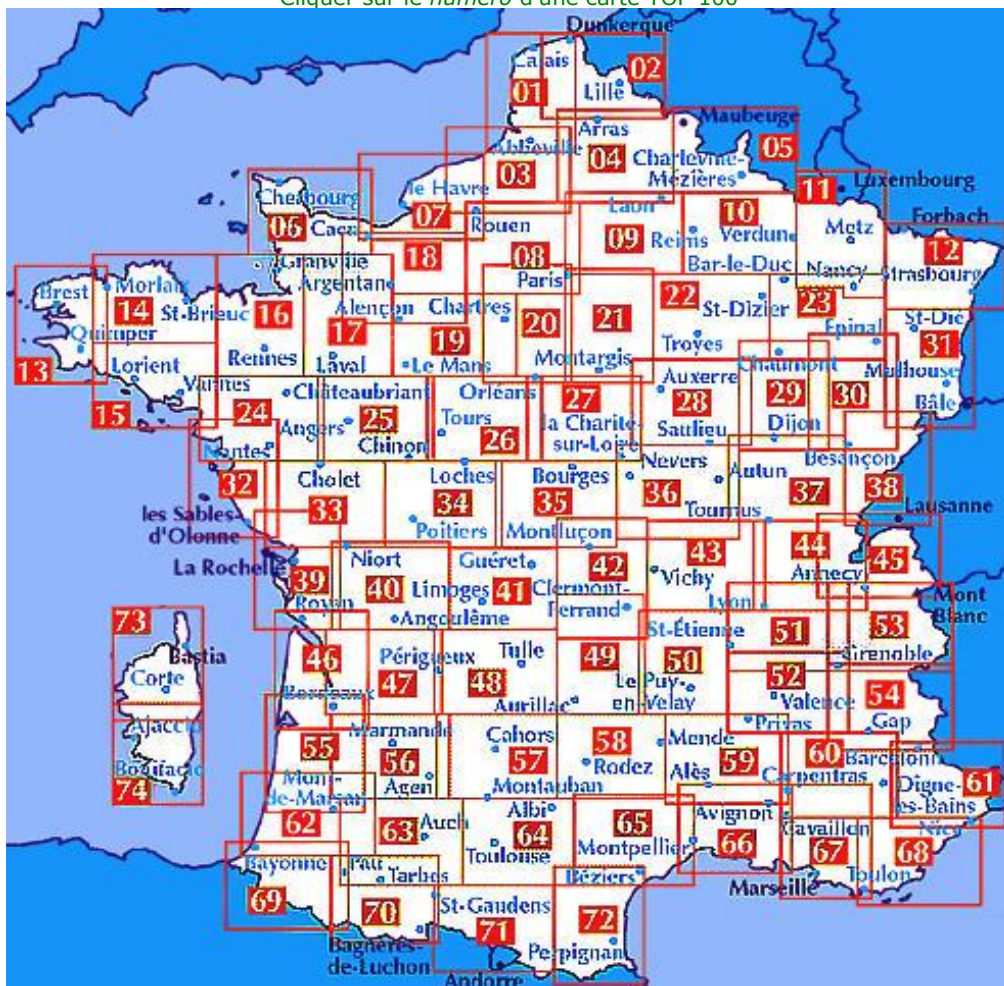 Cliquer sur le numéro d'une carte TOP 100
Dunkerque
Calais
02
01
Lille
Maubeuge
Arras
05
Abbeville
04
Charleville-
Mézières
03
11
Luxembourg
Cherbourg
le Havre
07
Rouen
Laon
10
Forbach
06
Caen
18
09
Reims
Verdun
Metz
12
Granville
08
Bar-le-Duc
Nancy
Strasbourg
Brest
Morlaix
Argentan
Paris
14
St-Brieuc
16
Alençon
Chartres
22
St-Dizier
23
Quimper
17
19
20
21
Epinal
St-Dié
13
Lorient
Rennes
Laval
Le Mans
Montargis
Troyes
31
Vannes
Châteaubriant
Orléans
Auxerre
Chaumont
Mulhouse
15
24
25
Tours
27
la Charité-
sur-Loire
28
29
30
Bâle
Angers
Chinon
26
Saulieu
Dijon
Nantes
Nevers
Autun
Besançon
32
Cholet
Loches
Bourges
36
37
38
les Sables-
d'Olonne
33
34
35
Tournus
Lausanne
Poitiers
Montluçon
La Rochelle
Niort
Guéret
42
43
44
45
39
40
Limoges
41
Clermont-
Ferrand
Vichy
Annecy
Royan
Angoulême
Lyon
Mont
Blanc
73
St-Étienne
51
53
Bastia
46
Périgueux
Tulle
49
50
Grenoble
Corte
47
48
Le Puy-
en-Velay
52
54
Bordeaux
Aurillac
Valence
Ajaccio
Marmande
Cahors
58
Privas
Gap
55
56
57
Mende
59
60
Barcelonn
Bonifacio
Mont-
de-Marsan
Agen
Montauban
Rodez
Alès
Carpentras
Digne-
les-Bains
61
74
62
63
Auch
Albi
64
65
Avignon
Cavaillon
Nice
Toulouse
Montpellier
66
67
68
Bayonne
Pau
Tarbes
Béziers
Marseille
Toulon
69
70
St-Gaudens
72
71
Bagnères-
de-Luchon
Perpignan
Andorre